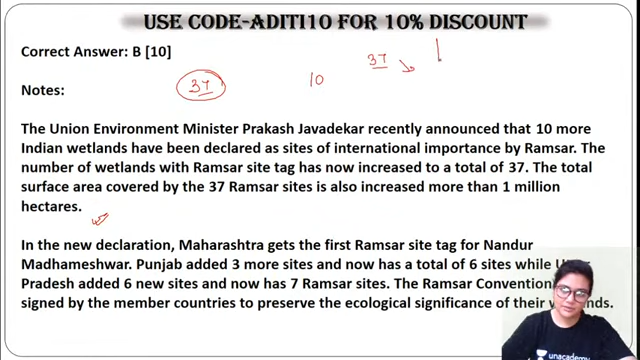 USE CODE-ADITI10 FOR 10% DISCOUNT
Correct Answer: B [10]
37
10
37
Notes:
The Union Environment Minister Prakash Javadekar recently announced that 10 more
Indian wetlands have been declared as sites of international importance by Ramsar. The
number of wetlands with Ramsar site tag has now increased to a total of 37. The total
surface area covered by the 37 Ramsar sites is also increased more than 1 million
hectares.
In the new declaration, Maharashtra gets the first Ramsar site tag for Nandur
Madhameshwar. Punjab added 3 more sites and now has a total of 6 sites while
Pradesh added 6 new sites and now has 7 Ramsar sites. The Ramsar Convention
signed by the member countries to preserve the ecological significance of their
unacademy